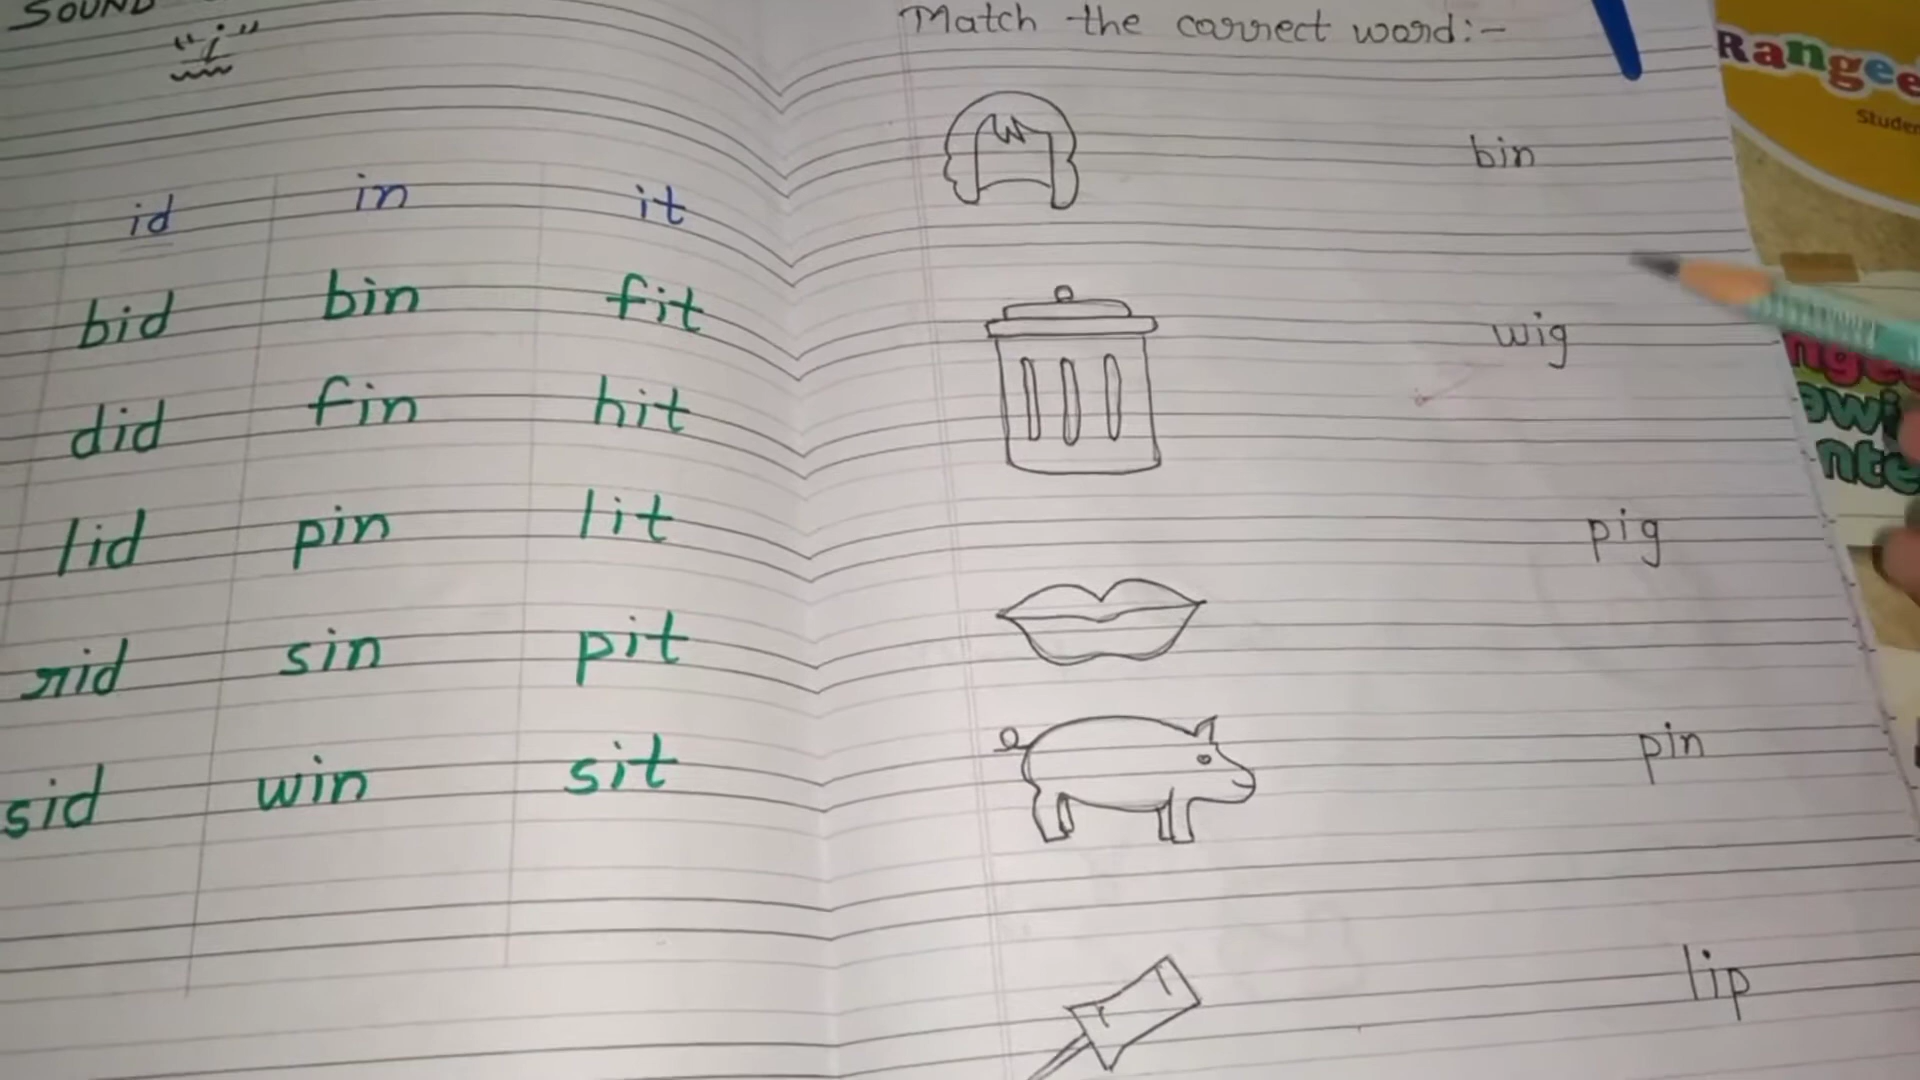 SOUND
"i"
id in it
bid bin fit
did fin hit
lid pin lit
rid sin pit
sid win sit
Match the correct word:-
bin
wig
pig
pin
lip
Rangee
Studen